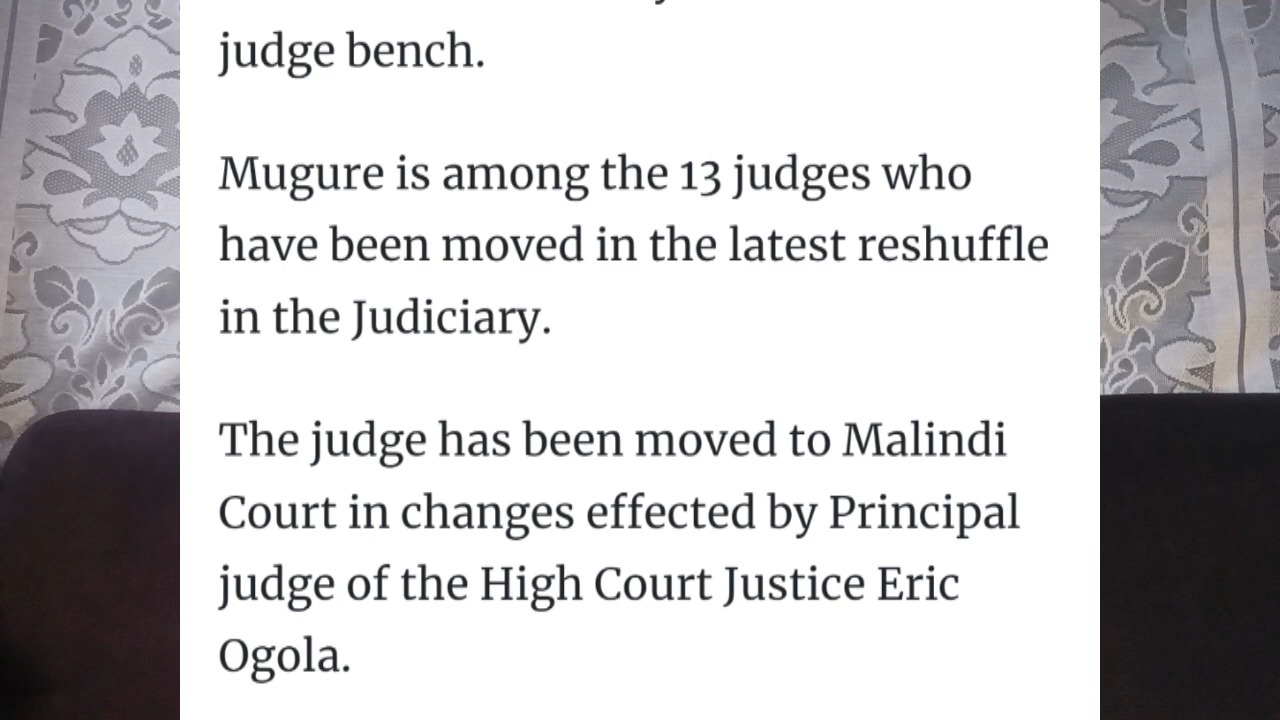 judge bench.
Mugure is among the 13 judges who
have been moved in the latest reshuffle
in the Judiciary.
The judge has been moved to Malindi
Court in changes effected by Principal
judge of the High Court Justice Eric
Ogola.